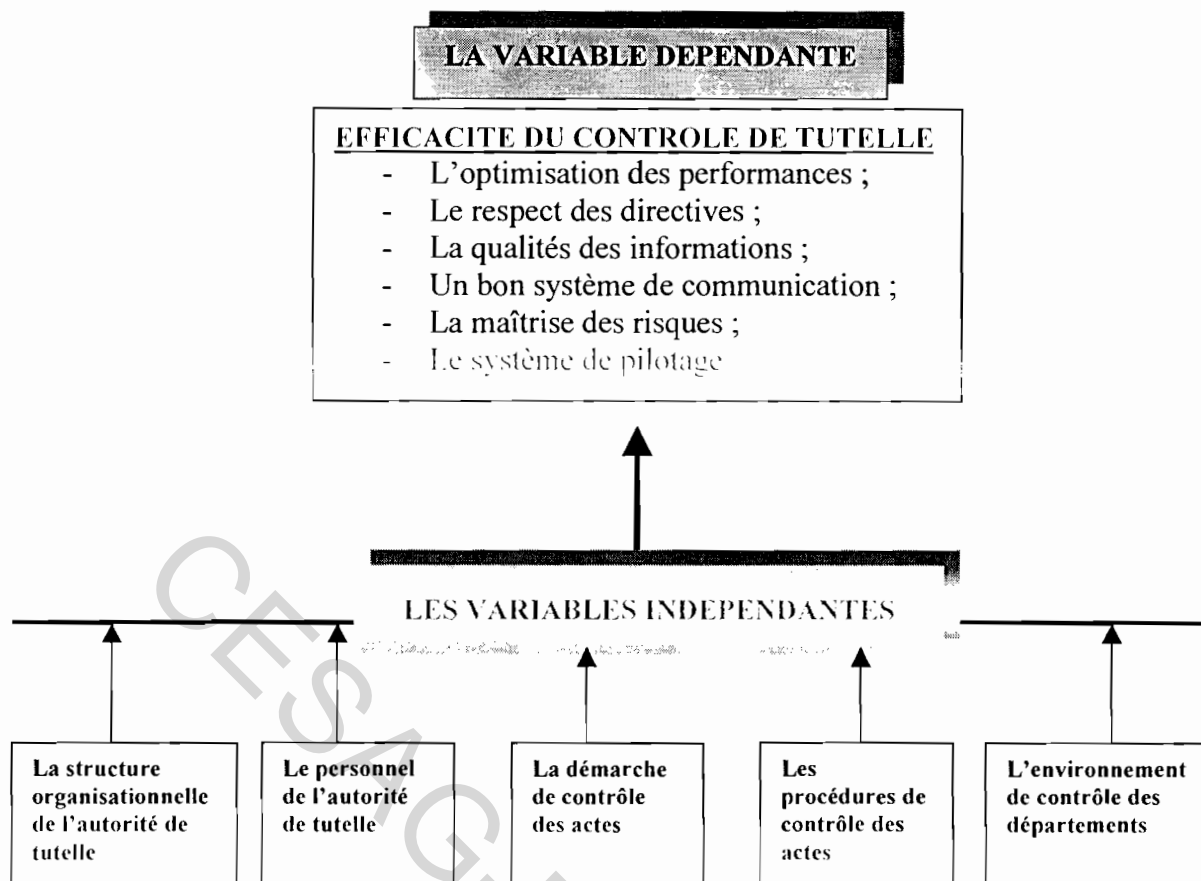 LA VARIABLE DEPENDANTE
EFFICACITE DU CONTROLE DE TUTELLE
- L'optimisation des performances ;
- Le respect des directives ;
- La qualités des informations ;
- Un bon système de communication ;
- La maîtrise des risques ;
- Le système de pilotage
LES VARIABLES INDEPENDANTES
La structure
organisationnelle
de l'autorité de
tutelle
Le personnel
de l'autorité
de tutelle
La démarche
de contrôle
des actes
Les
procédures de
contrôle des
actes
L'environnement
de contrôle des
départements
CESAG